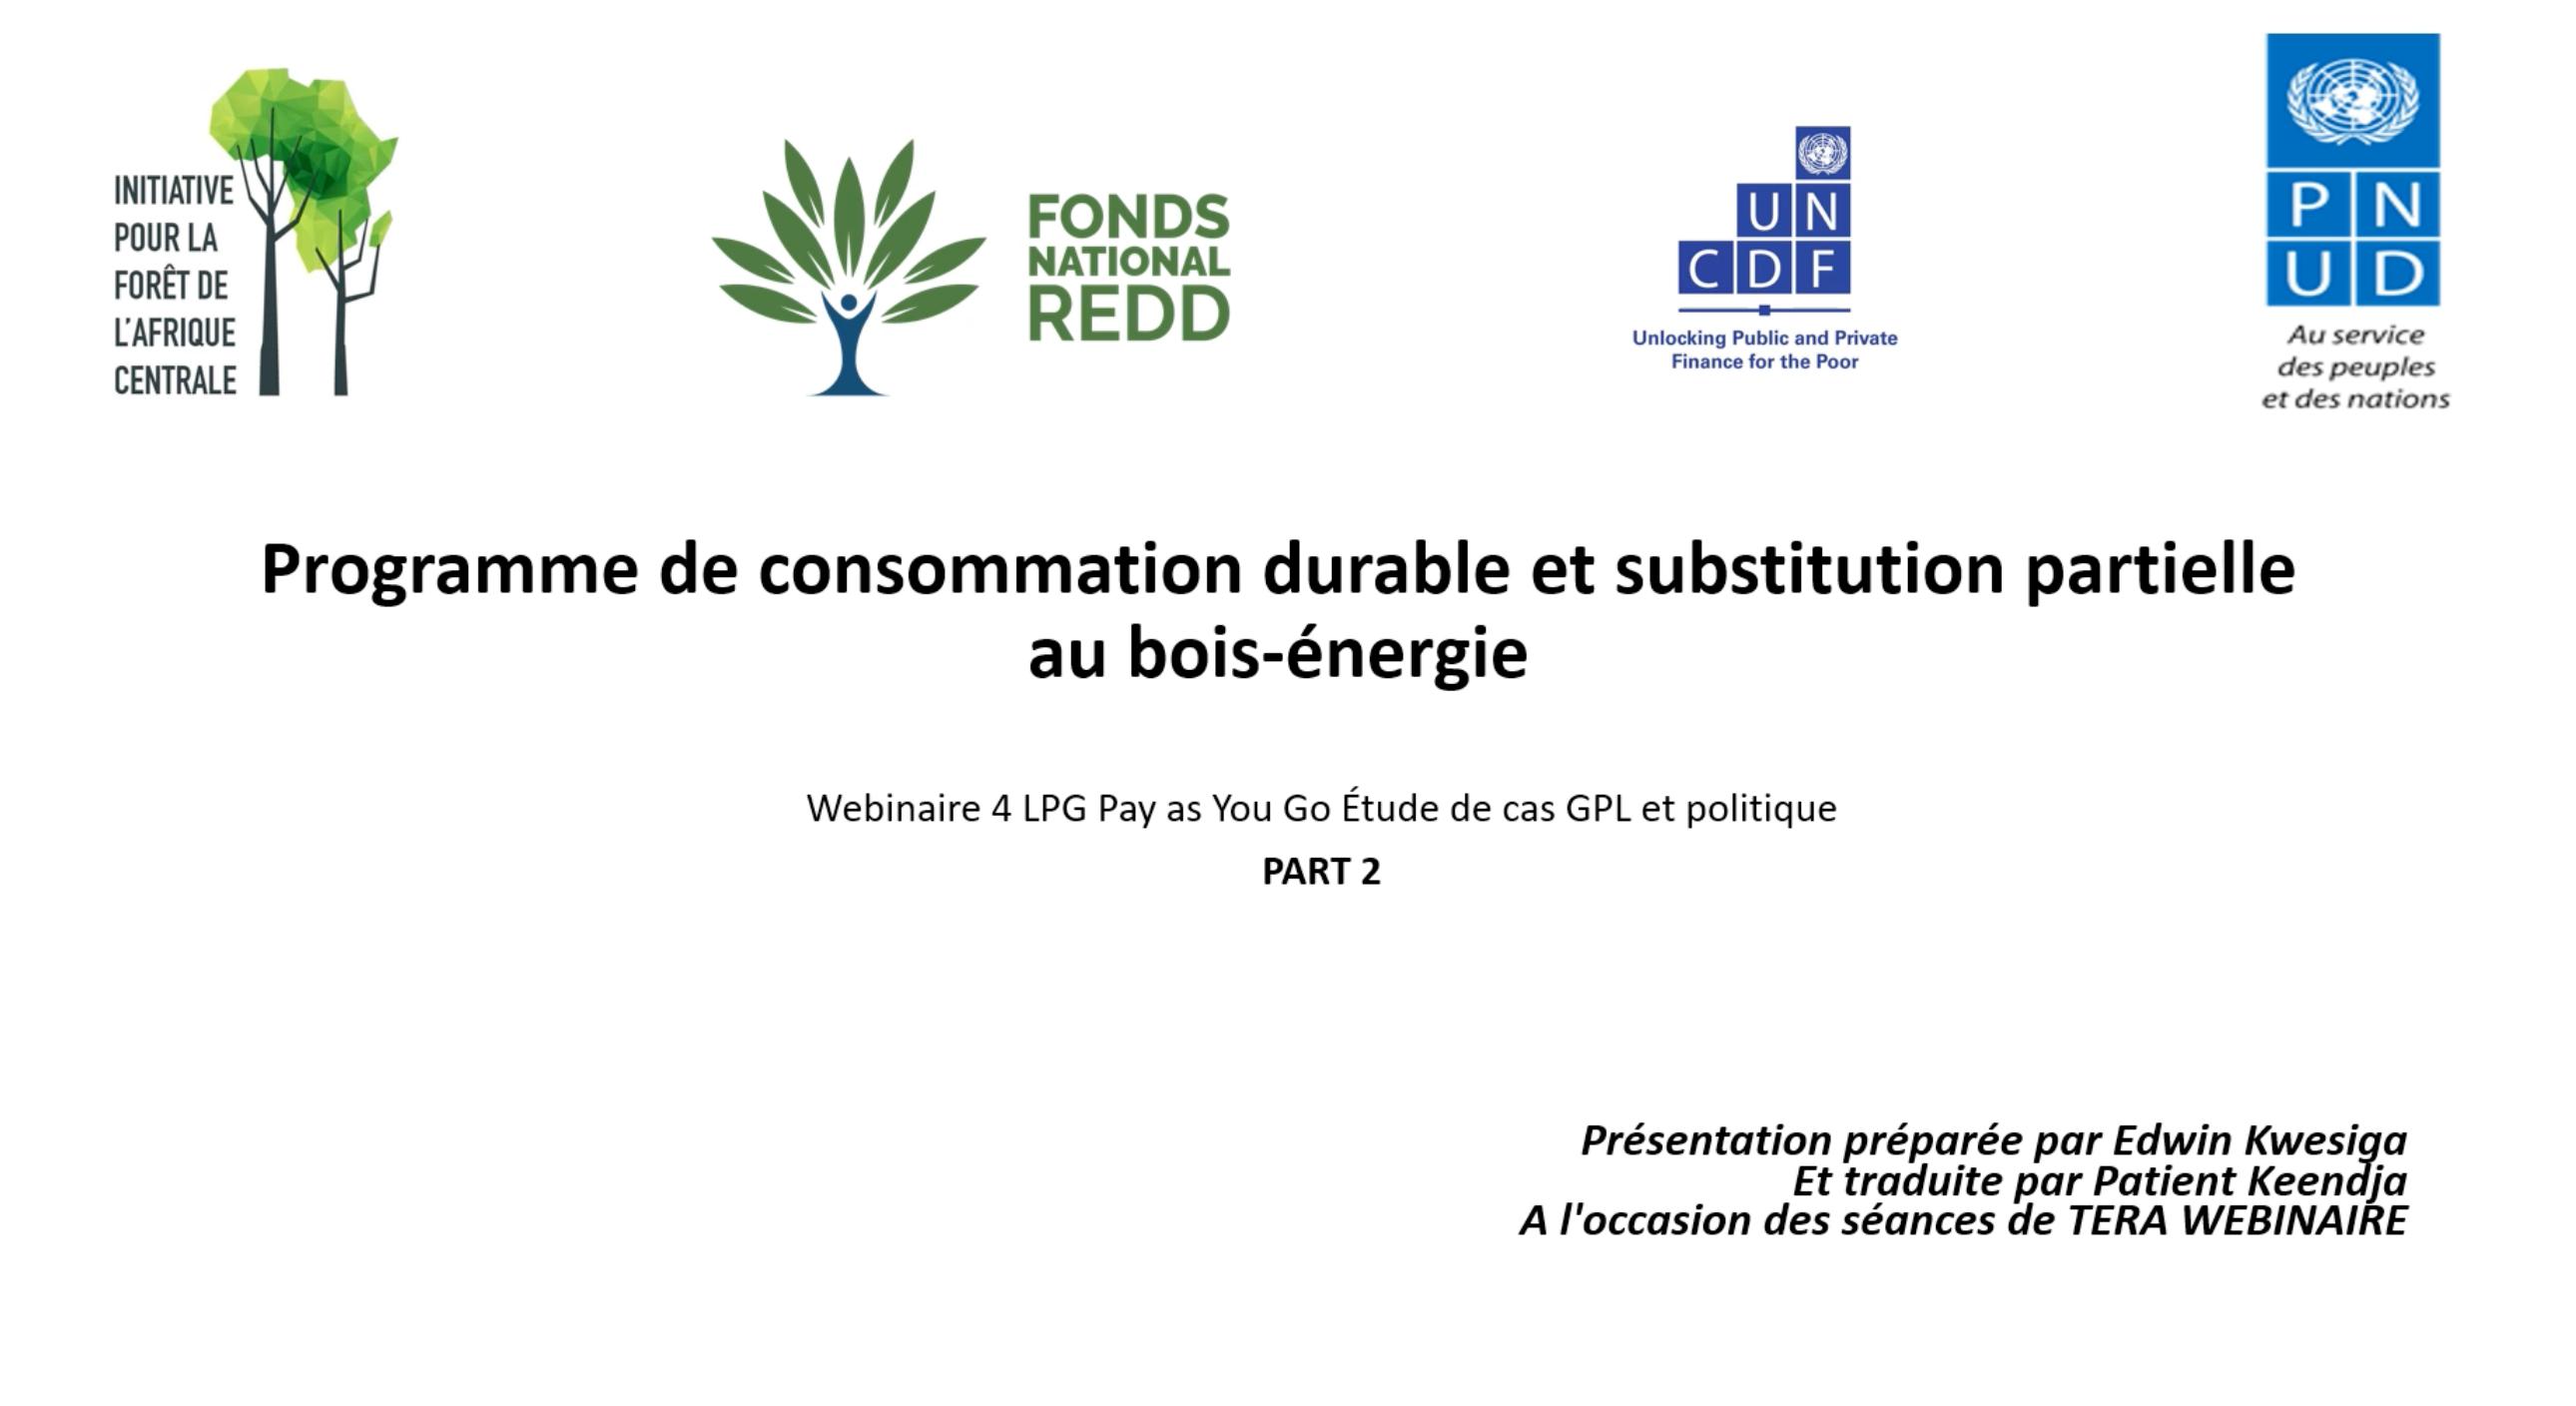 INITIATIVE
POUR LA
FORÊT DE
L'AFRIQUE
CENTRALE
FONDS
NATIONAL
REDD
UN
CDF
Unlocking Public and Private
Finance for the Poor
PN
UD
Au service
des peuples
et des nations
Programme de consommation durable et substitution partielle
au bois-énergie
Webinaire 4 LPG Pay as You Go Étude de cas GPL et politique
PART 2
Présentation préparée par Edwin Kwesiga
Et traduite par Patient Keendja
A l'occasion des séances de TERA WEBINAIRE